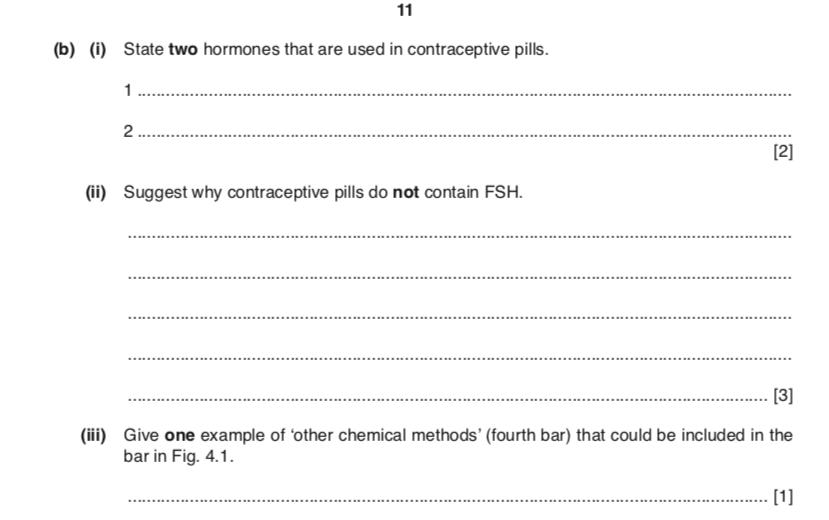 11
(b) (i) State two hormones that are used in contraceptive pills.
1 ........................................................................
2 ........................................................................
[2]
(ii) Suggest why contraceptive pills do not contain FSH.
........................................................................
........................................................................
........................................................................
........................................................................
........................................................................ [3]
(iii) Give one example of ‘other chemical methods’ (fourth bar) that could be included in the
bar in Fig. 4.1.
........................................................................ [1]